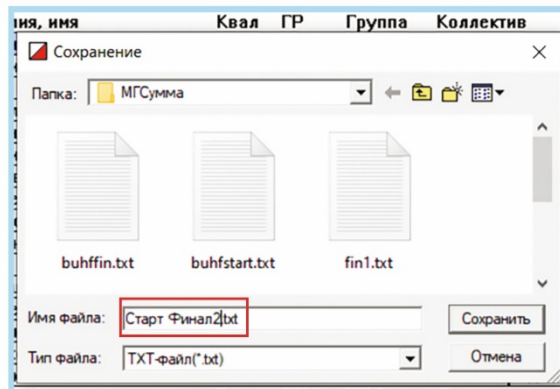 ия, имя Квал ГР Группа Коллектив
Сохранение
Папка: МГСумма
buhffin.txt buhfstart.txt fin1.txt
Имя файла: Старт Финал2.txt Сохранить
Тип файла: TXT-файл(*.txt) Отмена